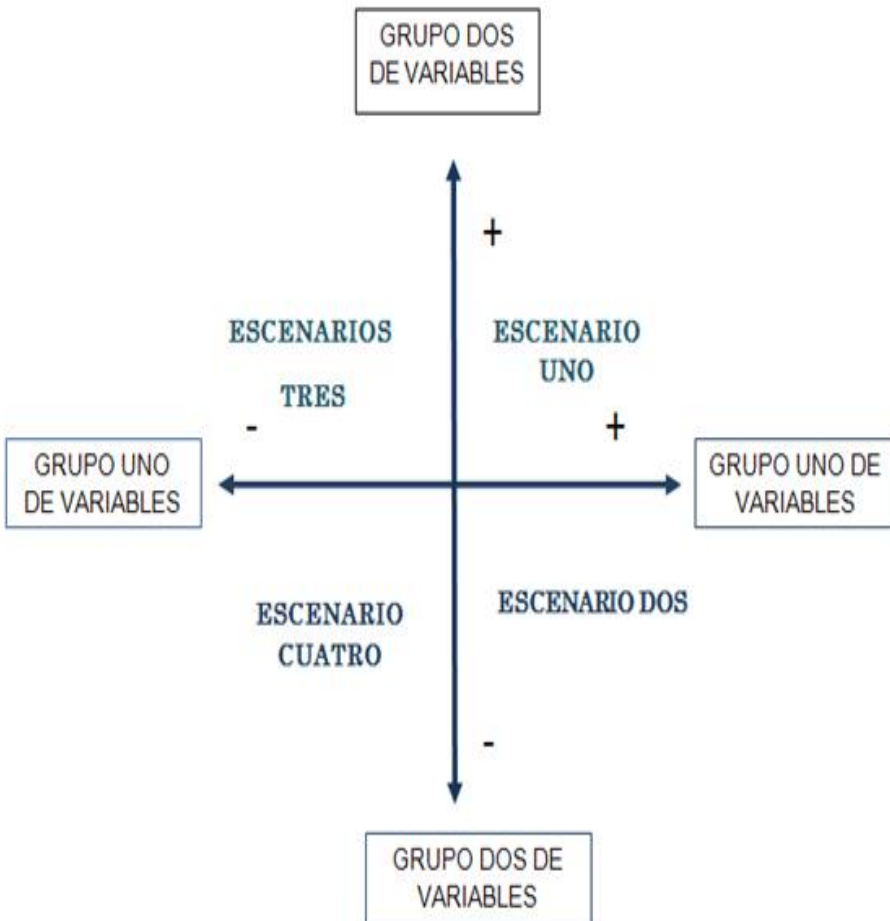 GRUPO DOS
DE VARIABLES
+
ESCENARIOS
TRES
ESCENARIO
UNO
-
+
GRUPO UNO
DE VARIABLES
GRUPO UNO DE
VARIABLES
ESCENARIO
CUATRO
ESCENARIO DOS
-
GRUPO DOS DE
VARIABLES